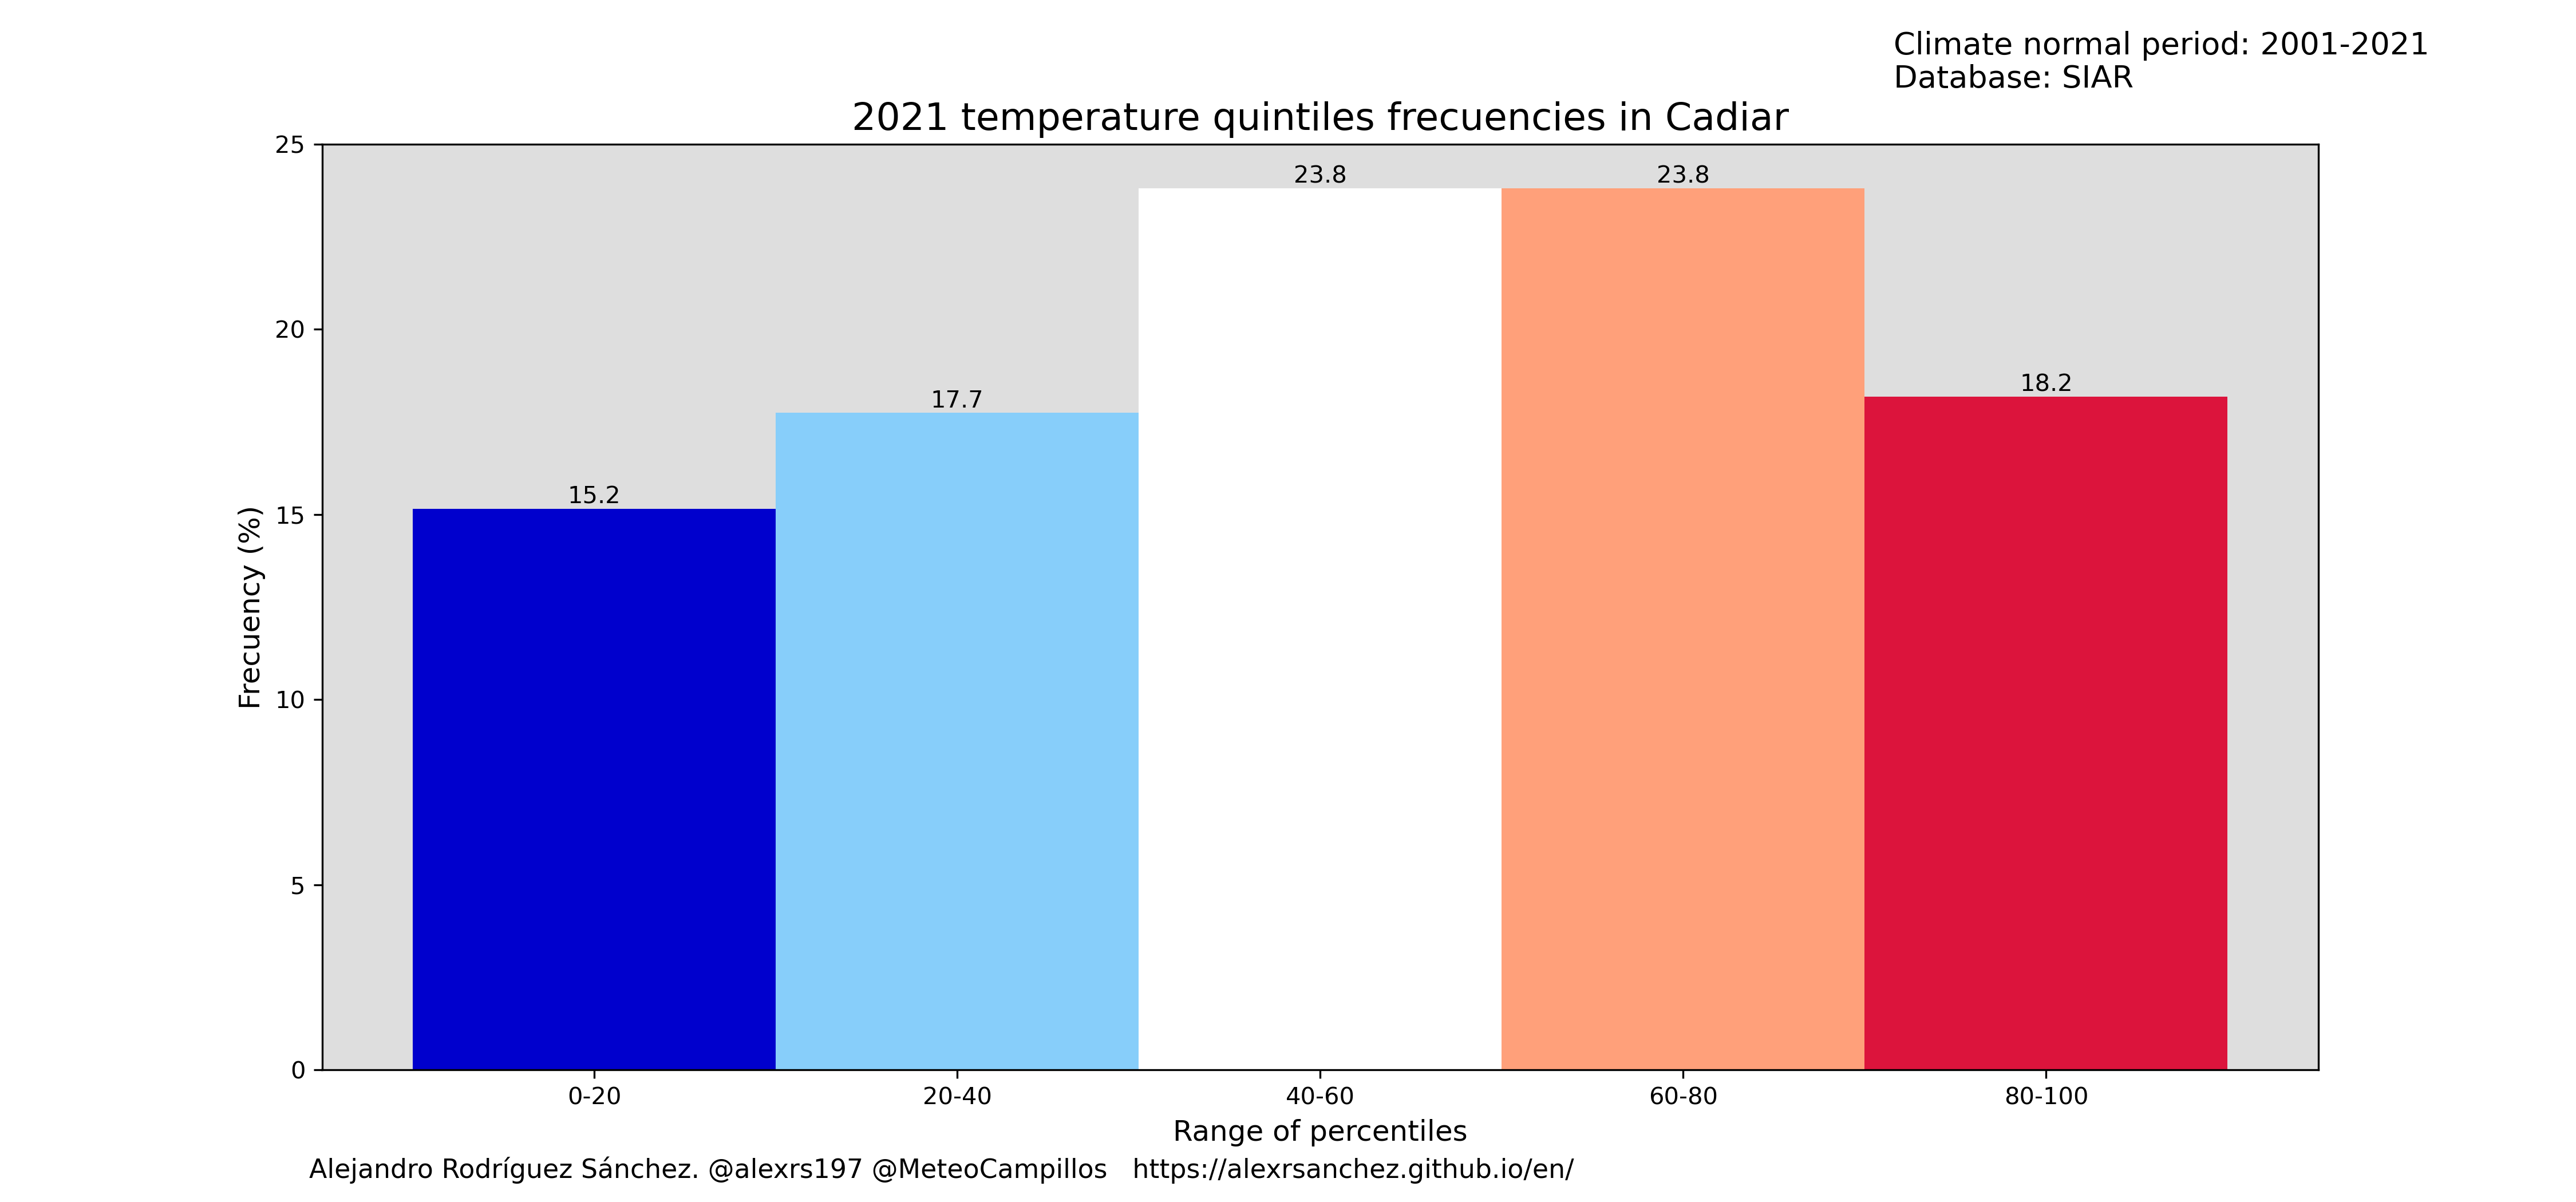 Climate normal period: 2001-2021
Database: SIAR
2021 temperature quintiles frecuencies in Cadiar
25
20
15
10
5
0
Frecuency (%)
15.2
17.7
23.8
23.8
18.2
0-20
20-40
40-60
60-80
80-100
Range of percentiles
Alejandro Rodríguez Sánchez. @alexrs197 @MeteoCampillos https://alexrsanchez.github.io/en/